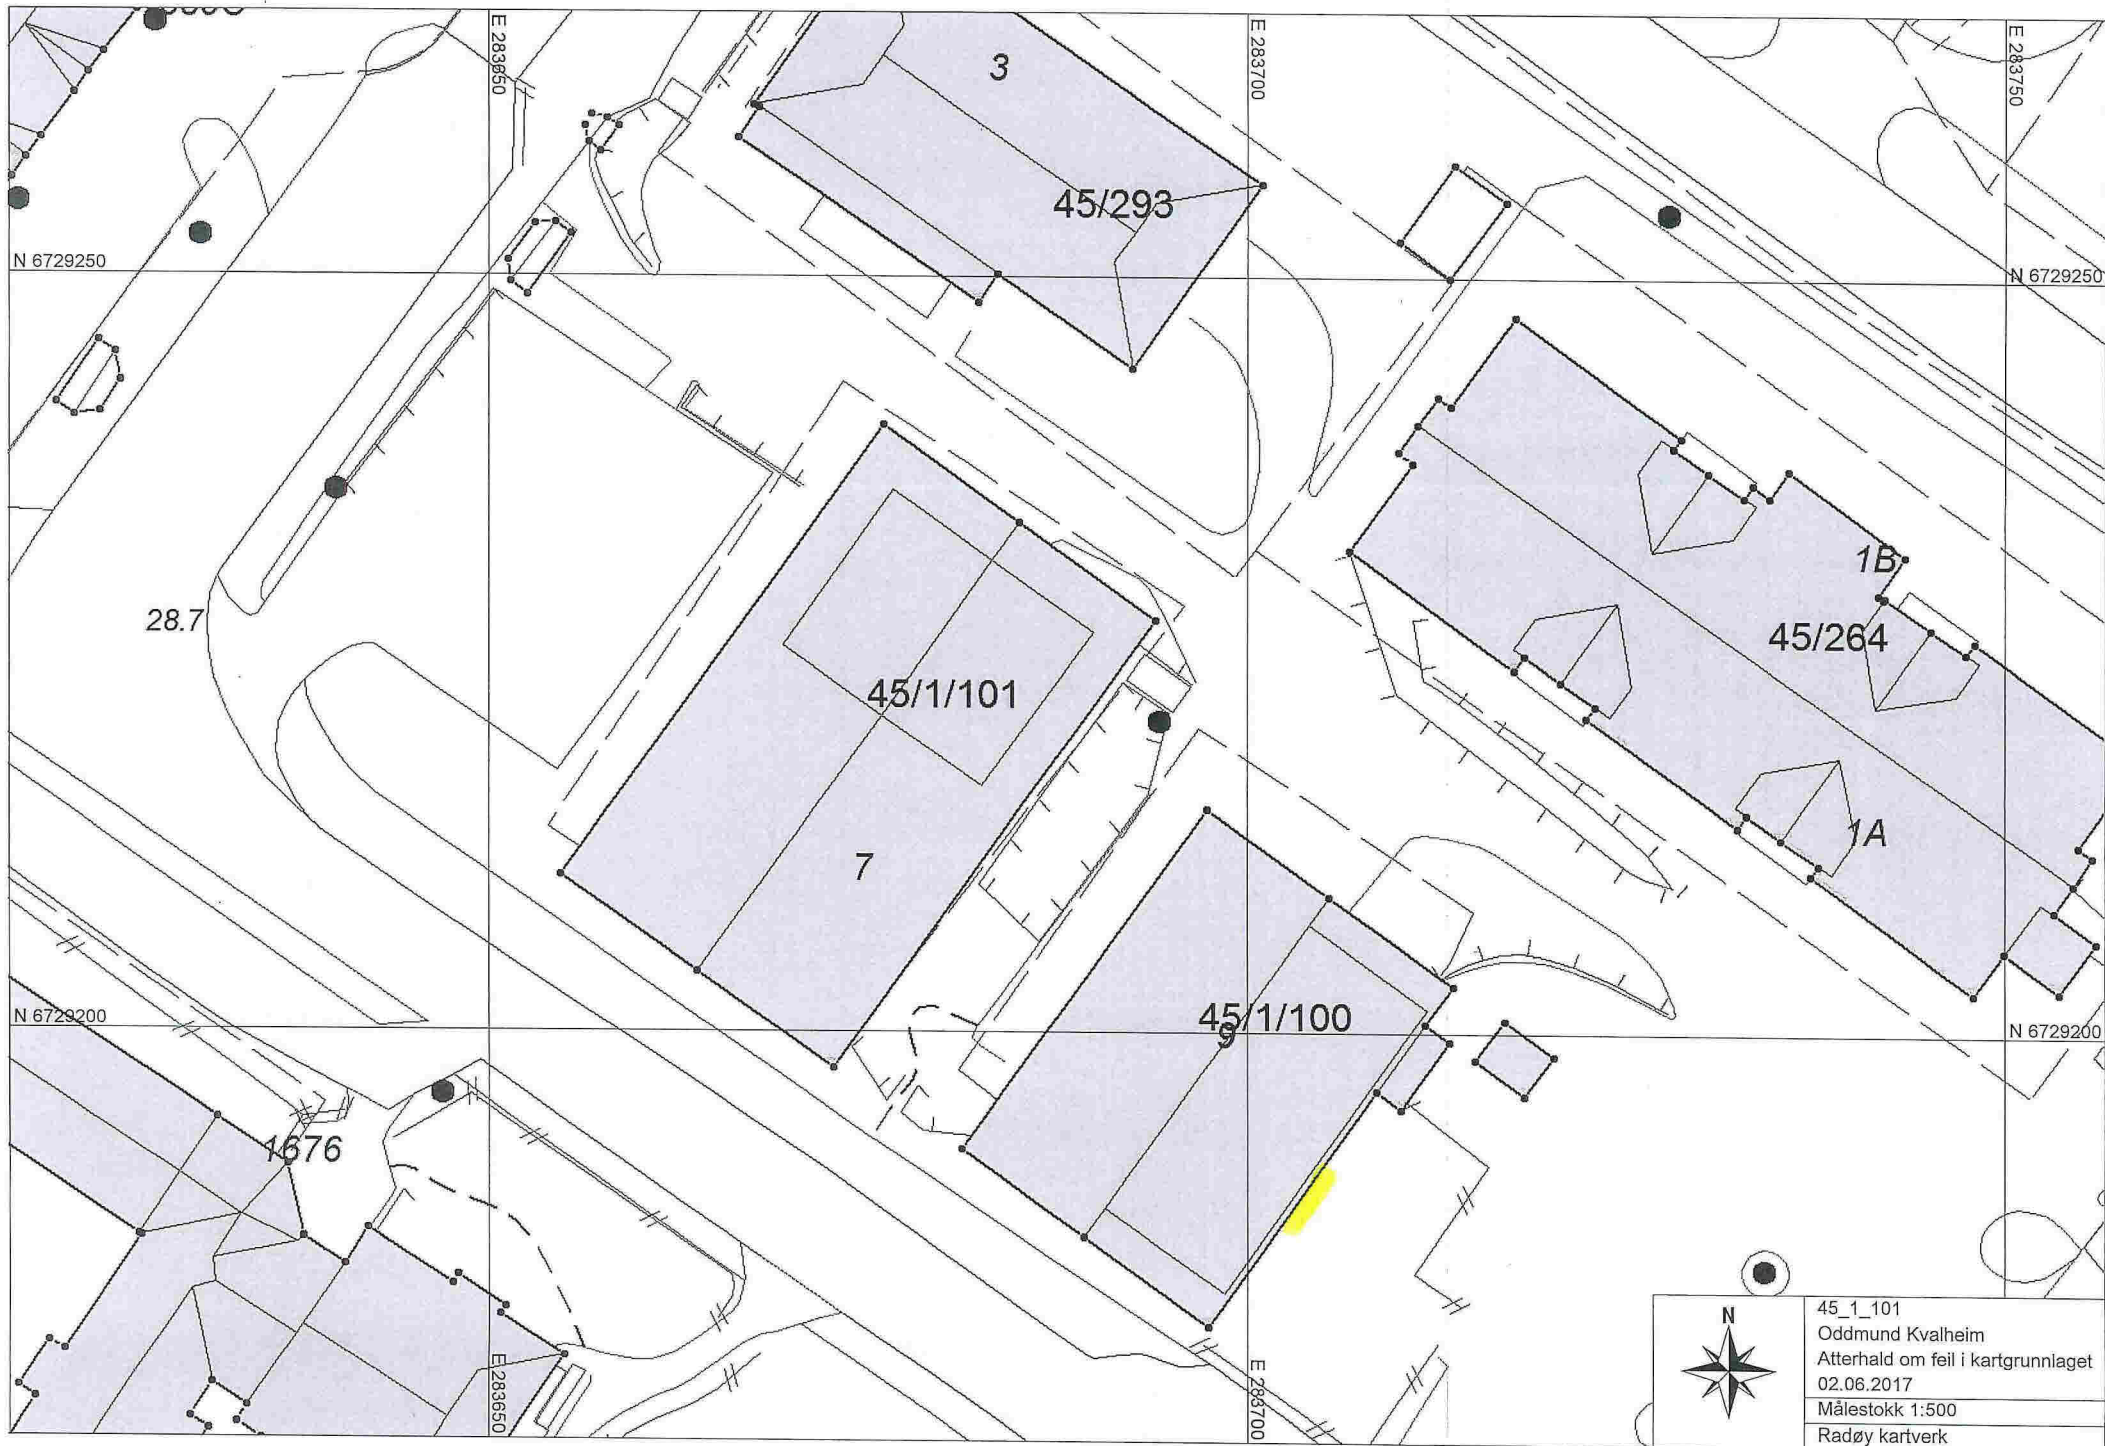 E 283650
E 283700
E 283750
3
45/293
N 6729250
N 6729250
1B
28.7
45/264
45/1/101
1A
7
N 6729200
45/1/100
9
N 6729200
1676
E 283650
E 283700
N
45_1_101
Oddmund Kvalheim
Atterhald om feil i kartgrunnlaget
02.06.2017
Målestokk 1:500
Radøy kartverk